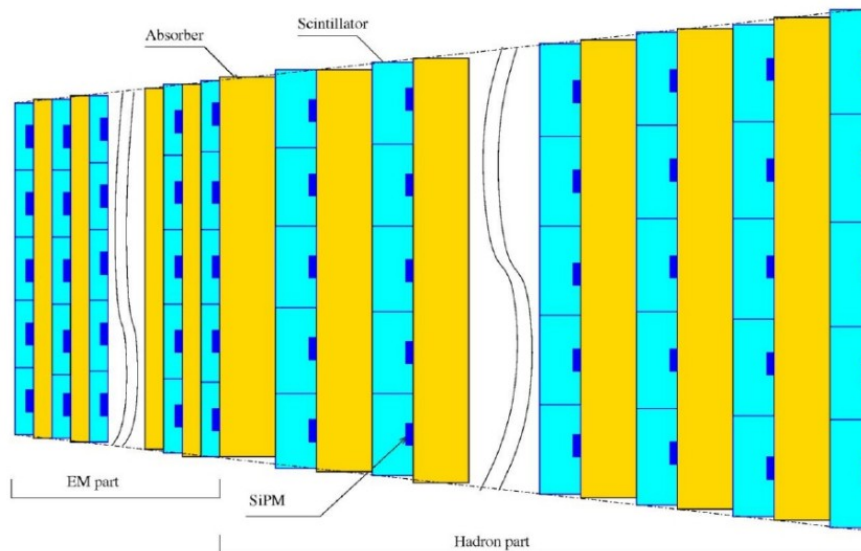 Absorber
Scintillator
EM part
SiPM
Hadron part